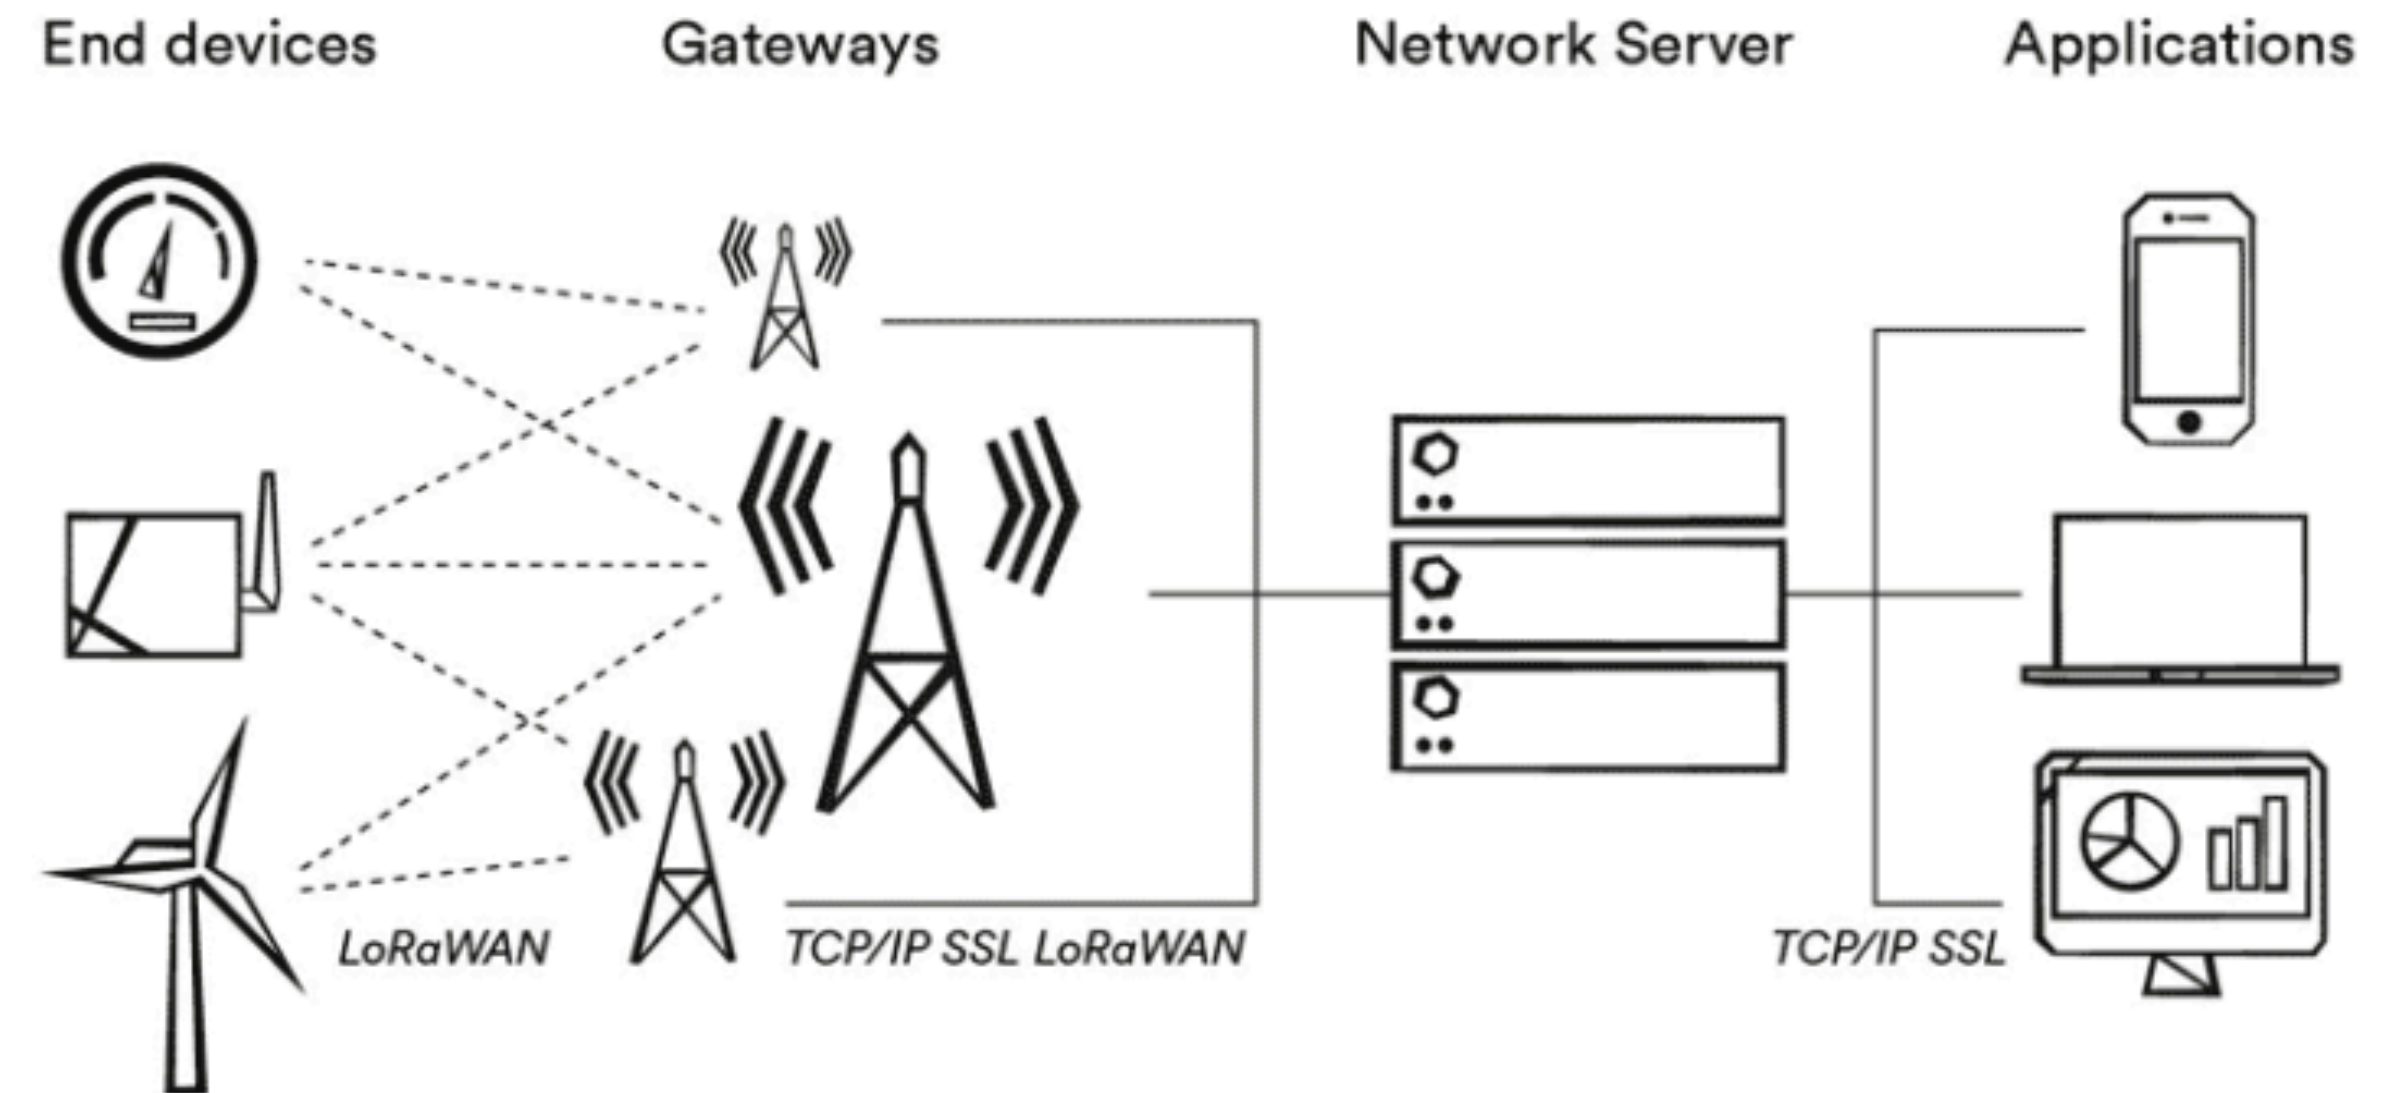 End devices
Gateways
Network Server
Applications
LoRaWAN
TCP/IP SSL LoRaWAN
TCP/IP SSL